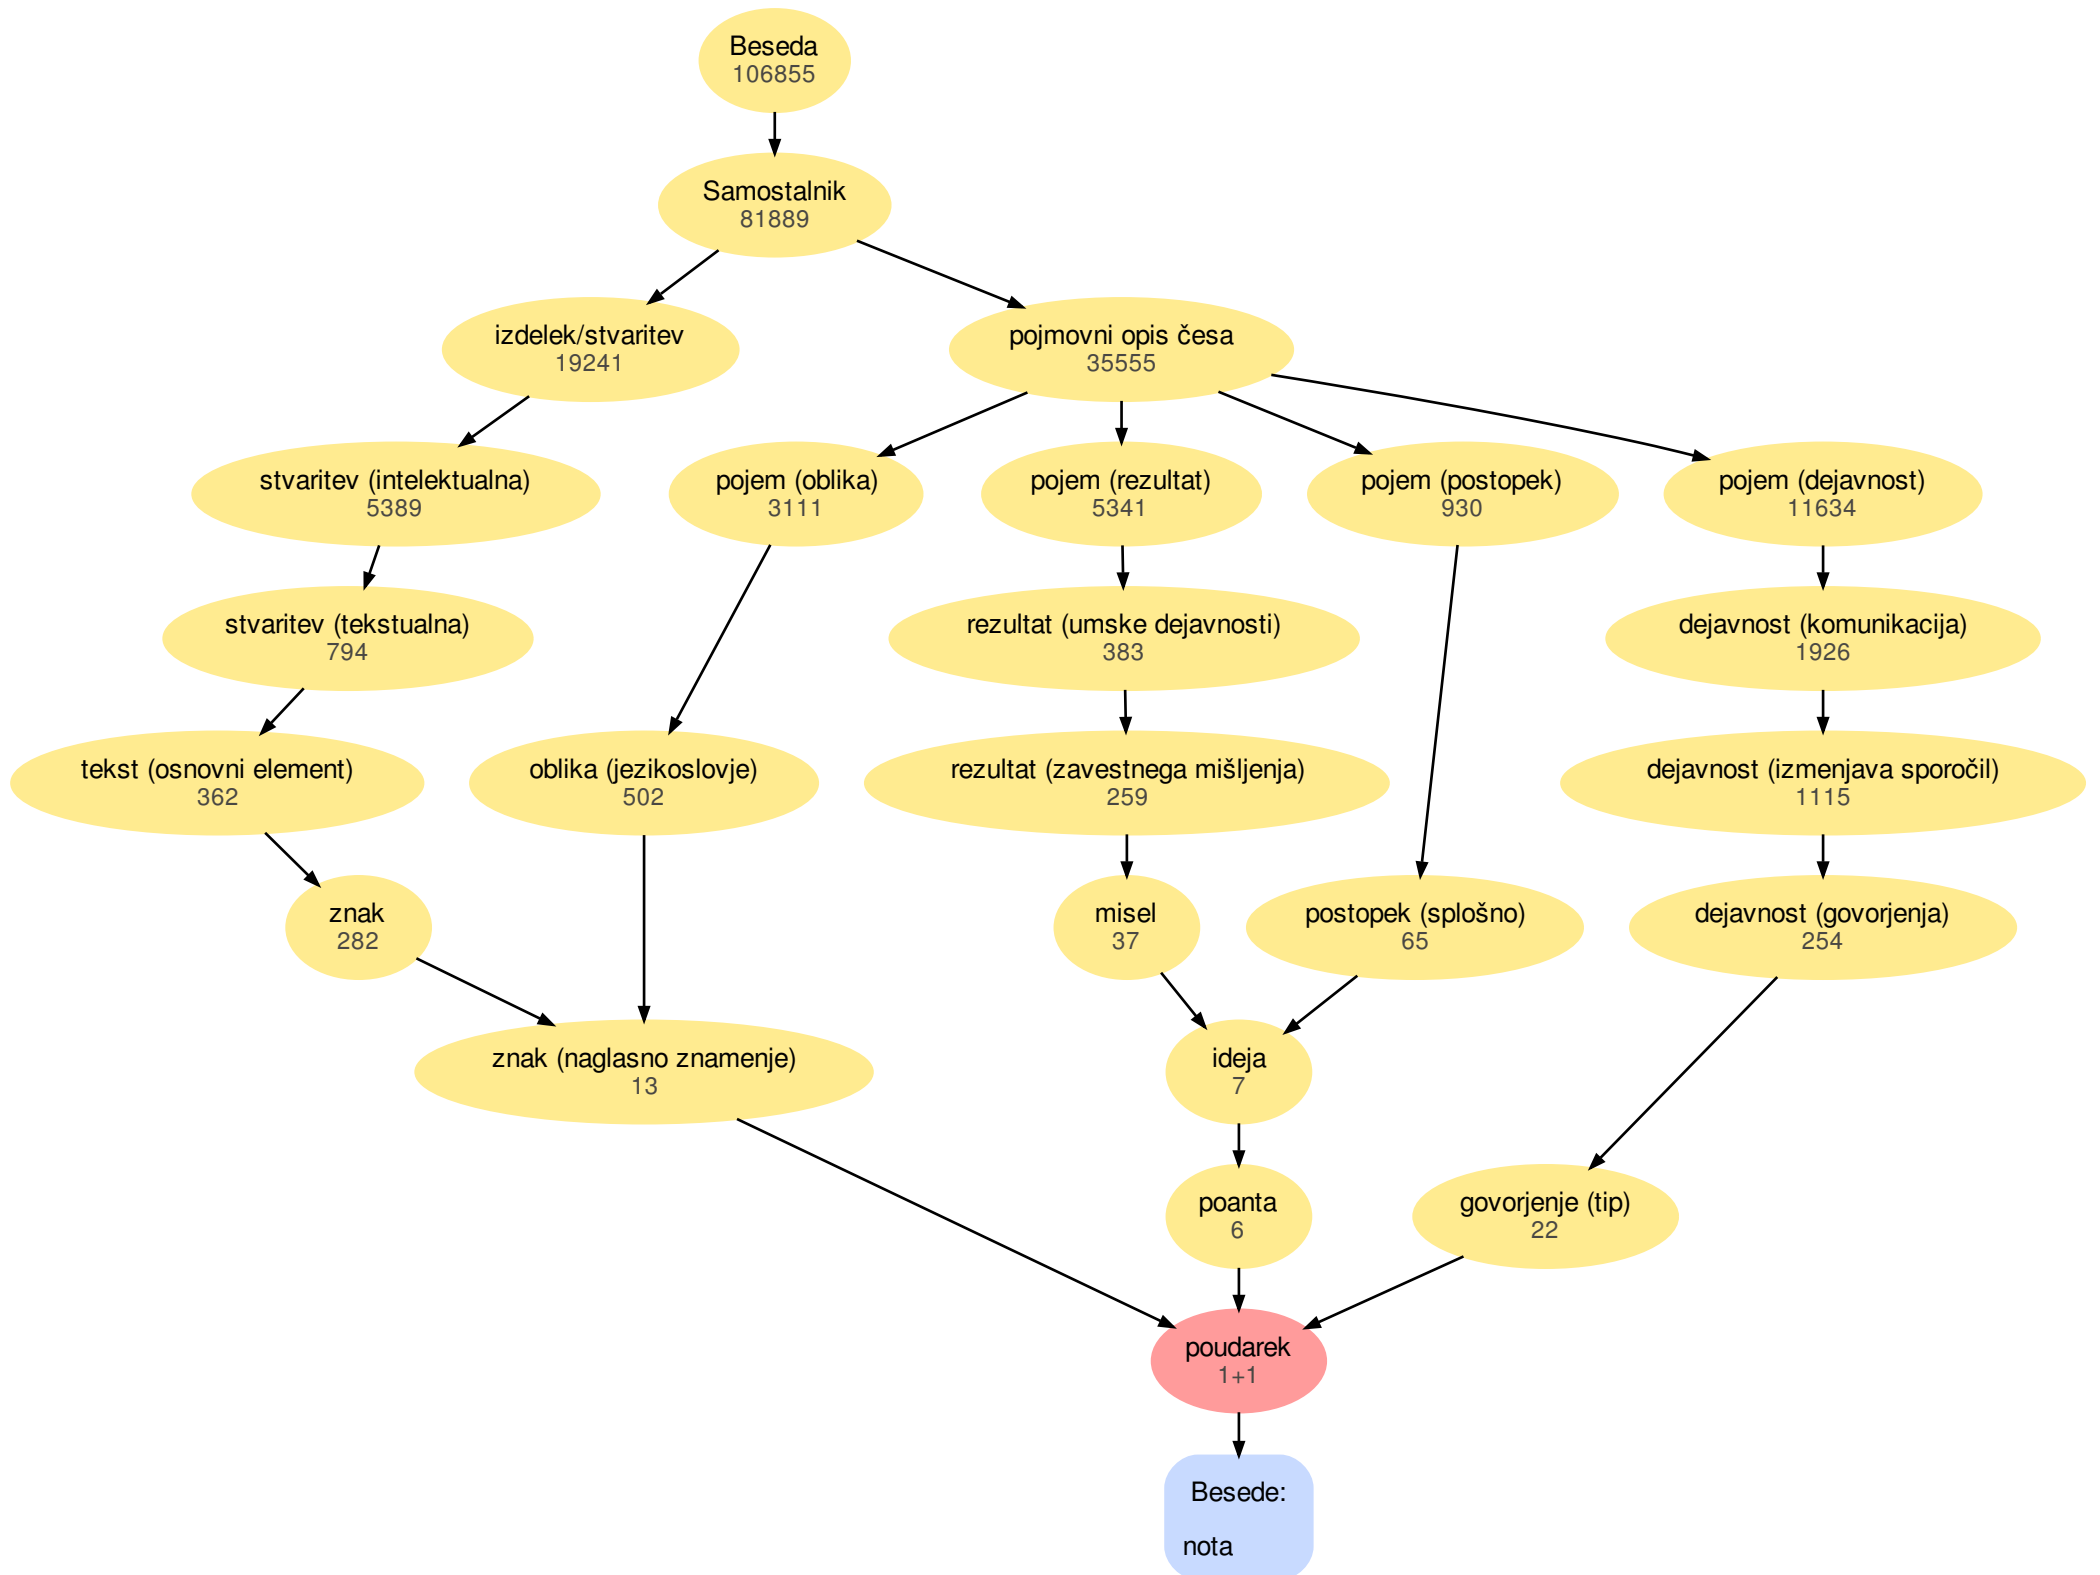 Beseda
106855
Samostalnik
81889
izdelek/stvaritev
19241
pojmovni opis česa
35555
stvaritev (intelektualna)
5389
pojem (oblika)
3111
pojem (rezultat)
5341
pojem (postopek)
930
pojem (dejavnost)
11634
stvaritev (tekstualna)
794
rezultat (umske dejavnosti)
383
dejavnost (komunikacija)
1926
tekst (osnovni element)
362
oblika (jezikoslovje)
502
rezultat (zavestnega mišljenja)
259
dejavnost (izmenjava sporočil)
1115
znak
282
misel
37
postopek (splošno)
65
dejavnost (govorjenja)
254
znak (naglasno znamenje)
13
ideja
7
poanta
6
govorjenje (tip)
22
poudarek
1+1
Besede:
nota